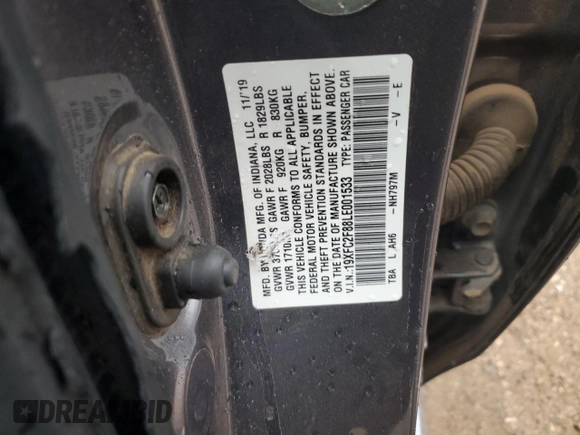 MFD. BY HONDA MFG. OF INDIANA, LLC 11/'19
GVWR GAWR F 2028LBS R 1829LBS
GVWR 1710 GAWR F 920KG R 830KG
THIS VEHICLE CONFORMS TO ALL APPLICABLE
FEDERAL MOTOR VEHICLE SAFETY, BUMPER,
AND THEFT PREVENTION STANDARDS IN EFFECT
ON THE DATE OF MANUFACTURE SHOWN ABOVE.
V.I.N.:19XFC2F88LE001533 TYPE: PASSENGER CAR
TBA L AH6 -NH797M -V -E
DREAMBID